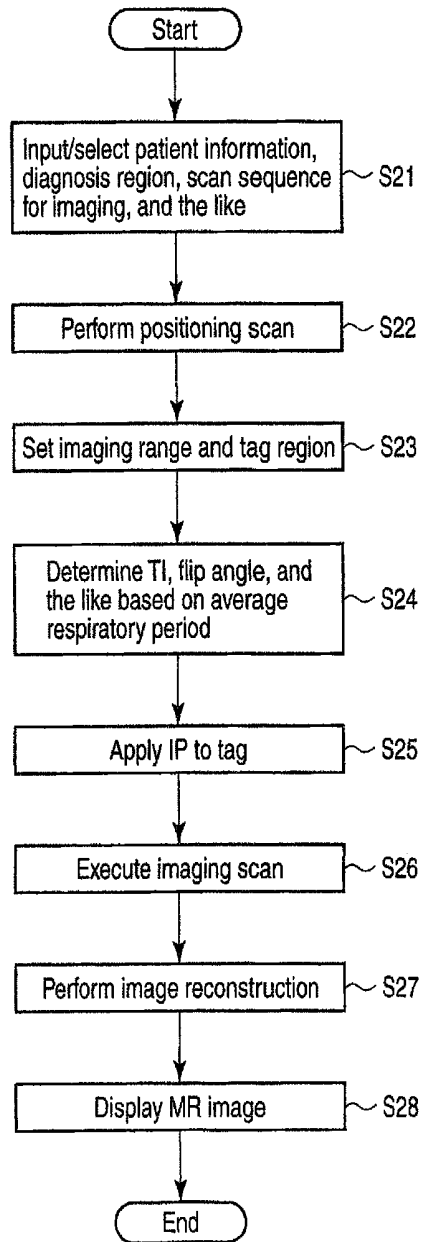 Start
Input/select patient information,
diagnosis region, scan sequence
for imaging, and the like
S21
Perform positioning scan
S22
Set imaging range and tag region
S23
Determine TI, flip angle, and
the like based on average
respiratory period
S24
Apply IP to tag
S25
Execute imaging scan
S26
Perform image reconstruction
S27
Display MR image
S28
End